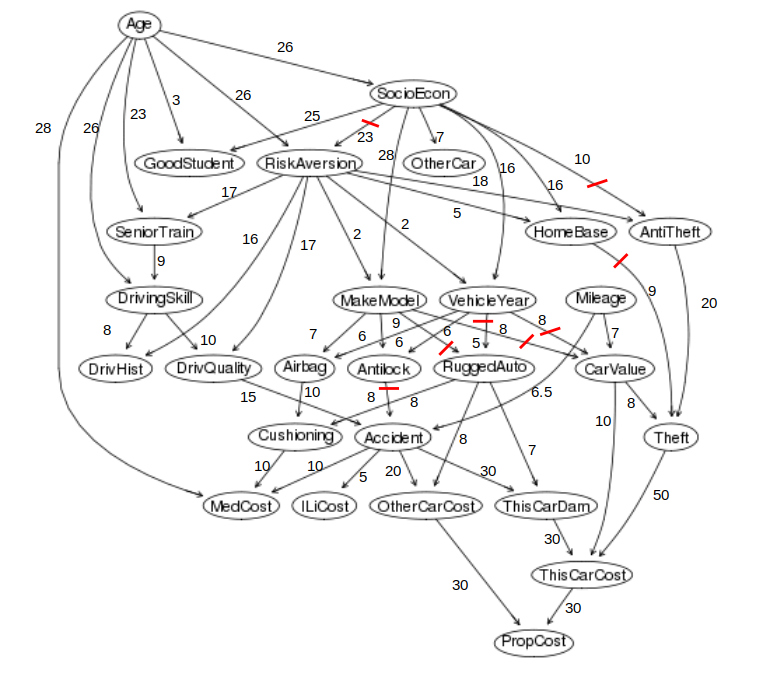 Age
26
SocioEcon
28
26
23
3
26
25
23
28
7
16
10
GoodStudent
RiskAversion
OtherCar
18
16
17
5
2
2
SeniorTrain
HomeBase
AntiTheft
16
17
9
9
20
DrivingSkill
MakeModel
VehicleYear
Mileage
8
10
7
6
9
6
6
5
8
8
7
DrivHist
DrivQuality
Airbag
Antilock
RuggedAuto
CarValue
15
10
8
8
6.5
10
8
Cushioning
Accident
8
7
Theft
10
10
5
20
30
50
MedCost
ILiCost
OtherCarCost
ThisCarDam
30
30
ThisCarCost
30
PropCost